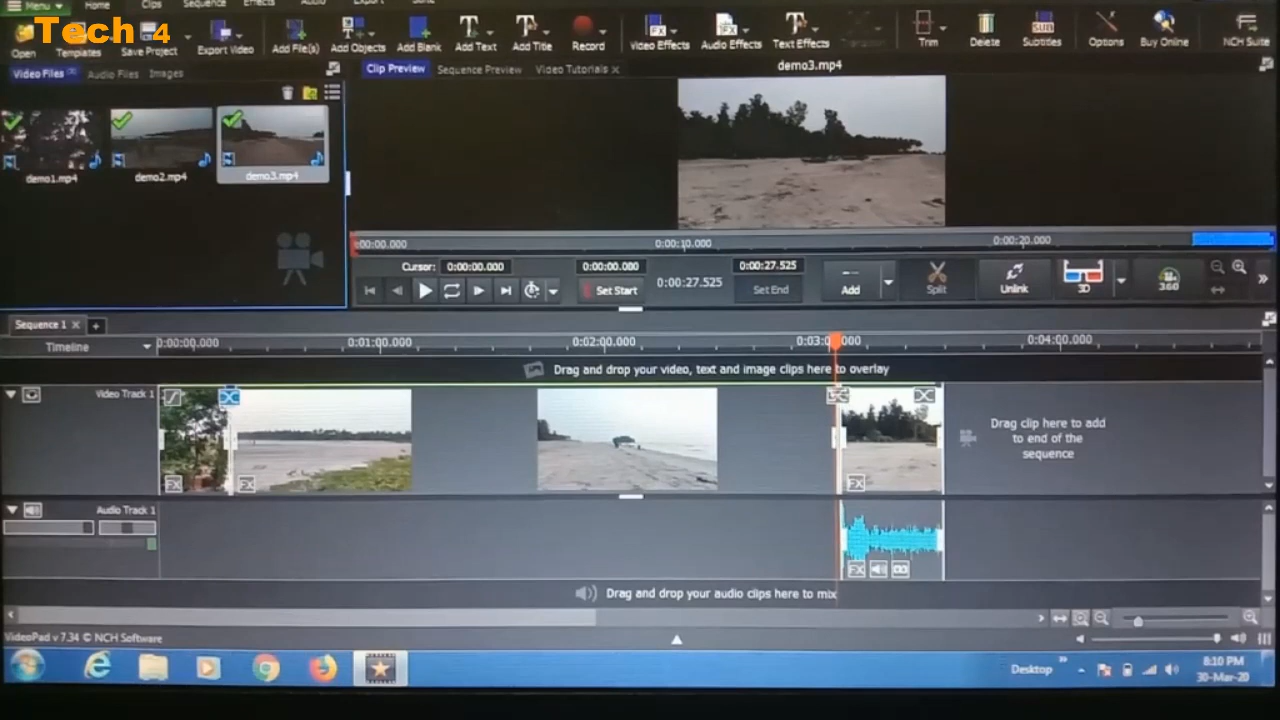 Menu Home Clips Sequence Effects Audio Export
Tech 4
Open Templates Save Project Export Video Add File(s) Add Objects Add Blank Add Text Add Title Record Video Effects Audio Effects Text Effects Trim Delete Subtitles Options Buy Online NCH Suite
Video Files Audio Files Images
Clip Preview Sequence Preview Video Tutorials x
demo3.mp4
demo1.mp4 demo2.mp4 demo3.mp4
0:00:00.000 0:00:10.000 0:00:20.000
Cursor: 0:00:00.000 0:00:00.000 0:00:27.525
Set Start 0:00:27.525 Set End
Add Split Unlink 3D 360
Sequence 1 x +
Timeline
0:00:00.000 0:01:00.000 0:02:00.000 0:03:00.000 0:04:00.000
Drag and drop your video, text and image clips here to overlay
Video Track 1
FX FX FX
Drag clip here to add
to end of the
sequence
Audio Track 1
FX
Drag and drop your audio clips here to mix
VideoPad v 7.34 © NCH Software
Desktop
8:10 PM
30-Mar-20